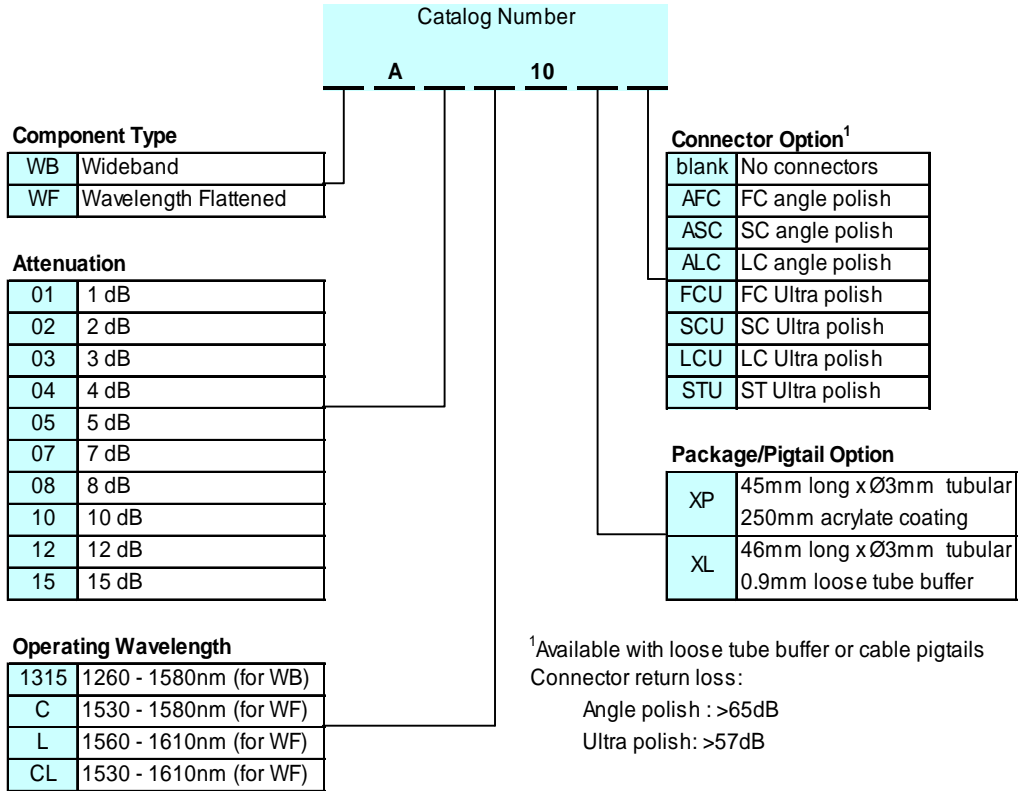 Catalog Number
A 10
Component Type
WB Wideband
WF Wavelength Flattened
Attenuation
01 1 dB
02 2 dB
03 3 dB
04 4 dB
05 5 dB
07 7 dB
08 8 dB
10 10 dB
12 12 dB
15 15 dB
Operating Wavelength
1315 1260 - 1580nm (for WB)
C 1530 - 1580nm (for WF)
L 1560 - 1610nm (for WF)
CL 1530 - 1610nm (for WF)
Connector Option¹
blank No connectors
AFC FC angle polish
ASC SC angle polish
ALC LC angle polish
FCU FC Ultra polish
SCU SC Ultra polish
LCU LC Ultra polish
STU ST Ultra polish
Package/Pigtail Option
XP 45mm long x Ø3mm tubular
250mm acrylate coating
XL 46mm long x Ø3mm tubular
0.9mm loose tube buffer
¹Available with loose tube buffer or cable pigtails
Connector return loss:
Angle polish : >65dB
Ultra polish: >57dB